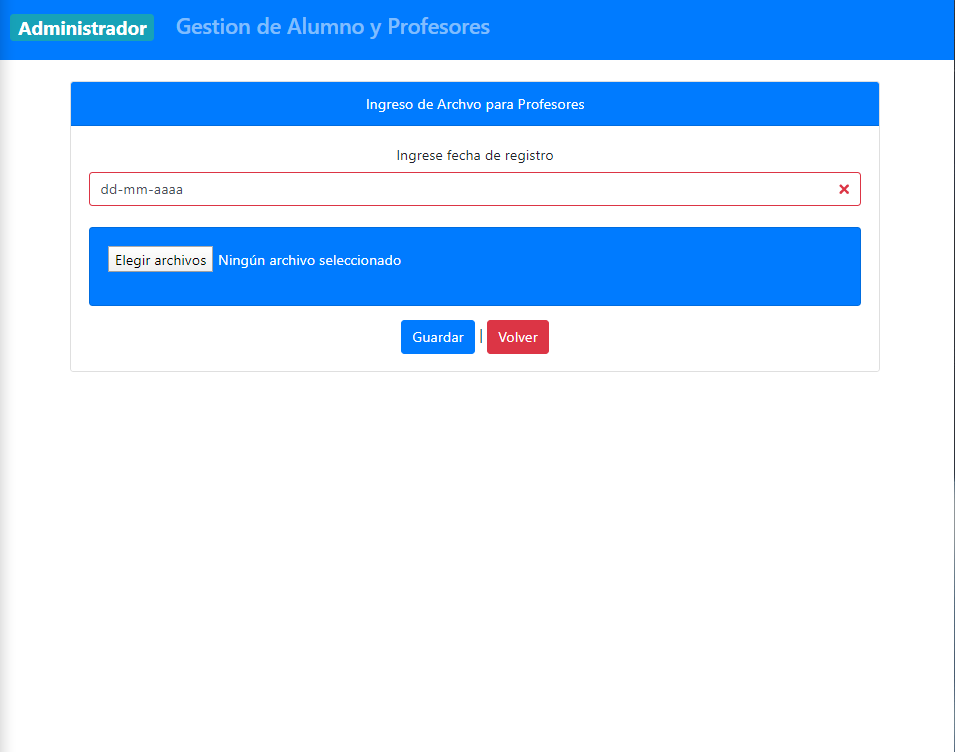 Administrador Gestion de Alumno y Profesores
Ingreso de Archvo para Profesores
Ingrese fecha de registro
dd-mm-aaaa
Elegir archivos Ningún archivo seleccionado
Guardar | Volver